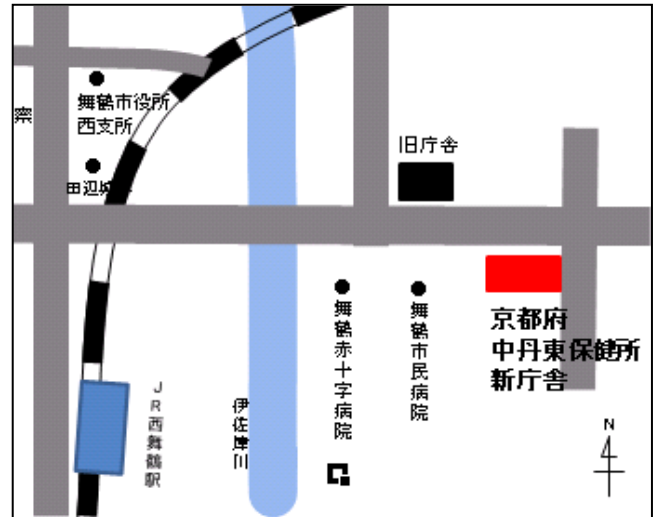 舞鶴市役所
西支所
察
旧庁舎
田辺城
京都府
中丹東保健所
新庁舎
舞鶴赤十字病院
舞鶴市民病院
JR西舞鶴駅
伊佐津川
N